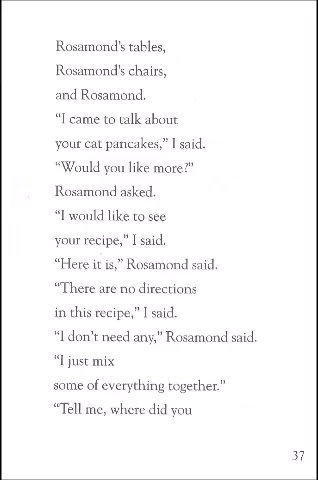 Rosamond's tables,
Rosamond's chairs,
and Rosamond.
“I came to talk about
your cat pancakes,” I said.
“Would you like more?”
Rosamond asked.
“I would like to see
your recipe,” I said.
“Here it is,” Rosamond said.
“There are no directions
in this recipe,” I said.
“I don't need any,” Rosamond said.
“I just mix
some of everything together.”
“Tell me, where did you
37